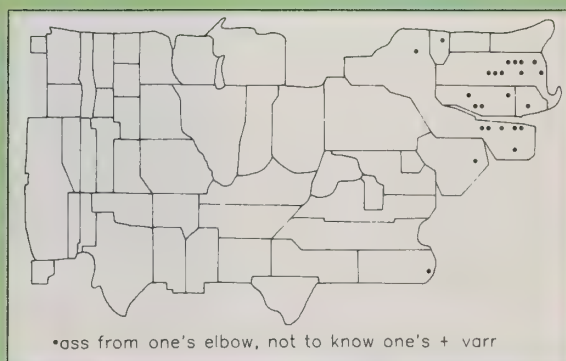 •ass from one's elbow, not to know one's + varr